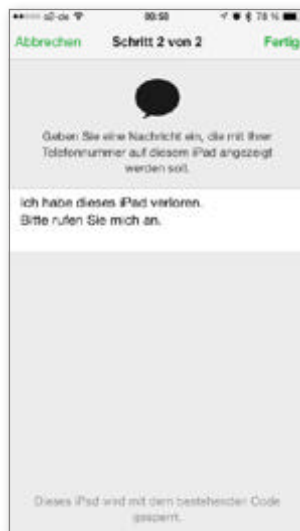 o2-de 09:58 78 %
Abbrechen Schritt 2 von 2 Fertig
Geben Sie eine Nachricht ein, die mit Ihrer
Telefonnummer auf diesem iPad angezeigt
werden soll.
Ich habe dieses iPad verloren.
Bitte rufen Sie mich an.
Dieses iPad wird mit dem bestehenden Code
gesperrt.